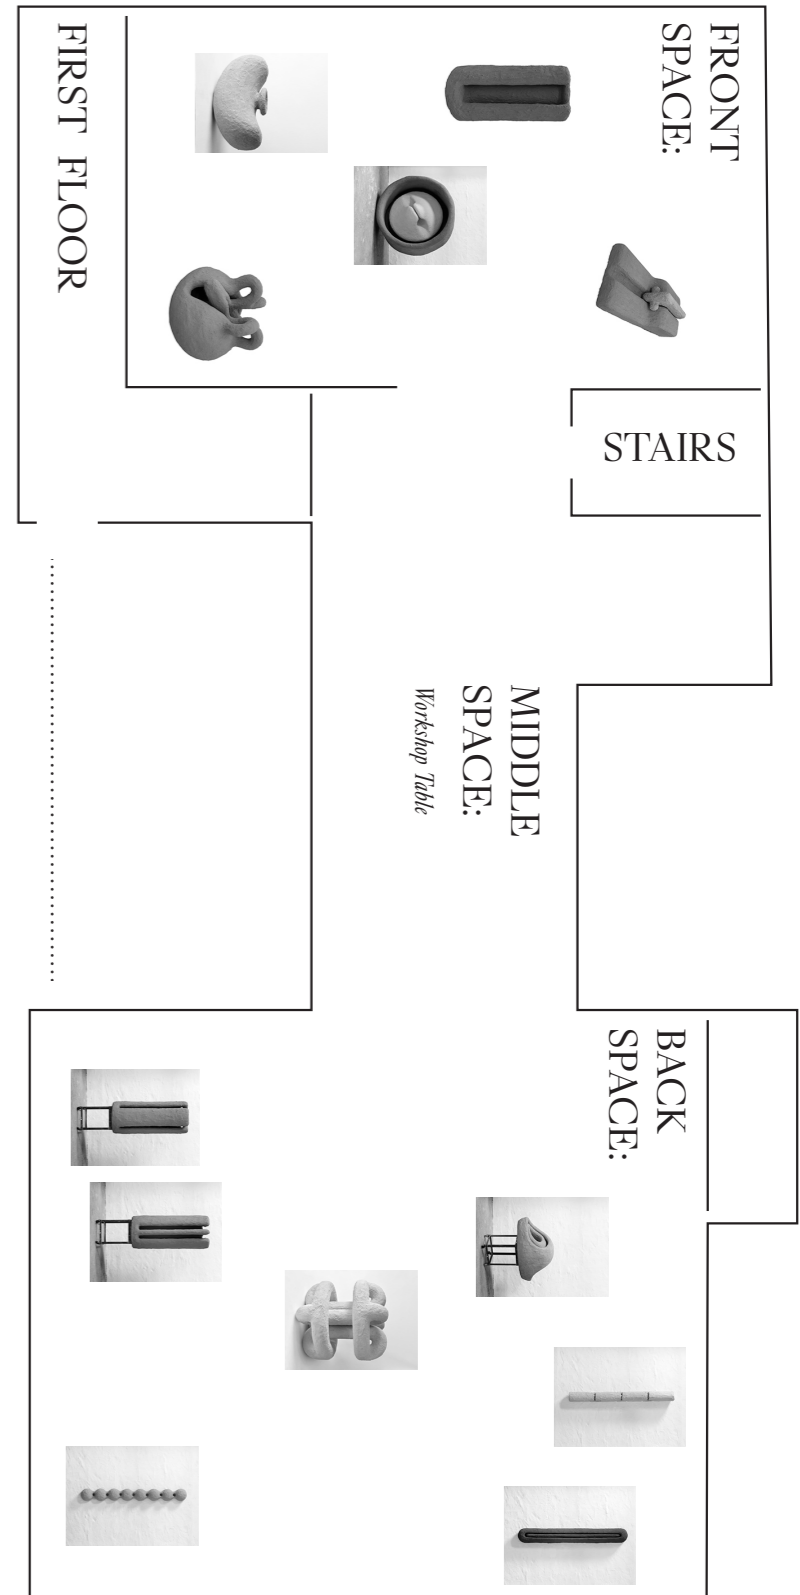 FIRST FLOOR
FRONT
SPACE:
STAIRS
MIDDLE
SPACE:
Workshop Table
BACK
SPACE: